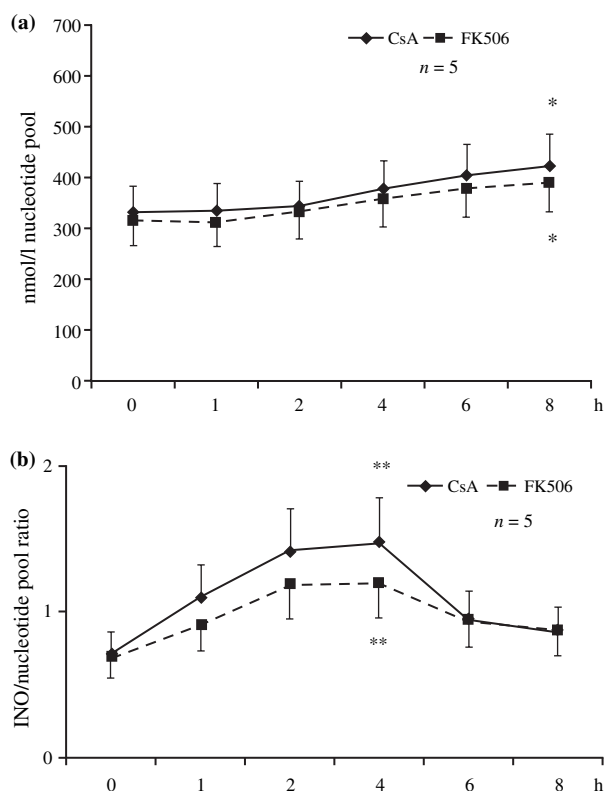 (a)
700
600
500
400
300
200
100
0
nmol/l nucleotide pool
CsA FK506
n = 5
*
*
0 1 2 4 6 8 h
(b)
2
1
0
INO/nucleotide pool ratio
CsA FK506
n = 5
**
**
0 1 2 4 6 8 h